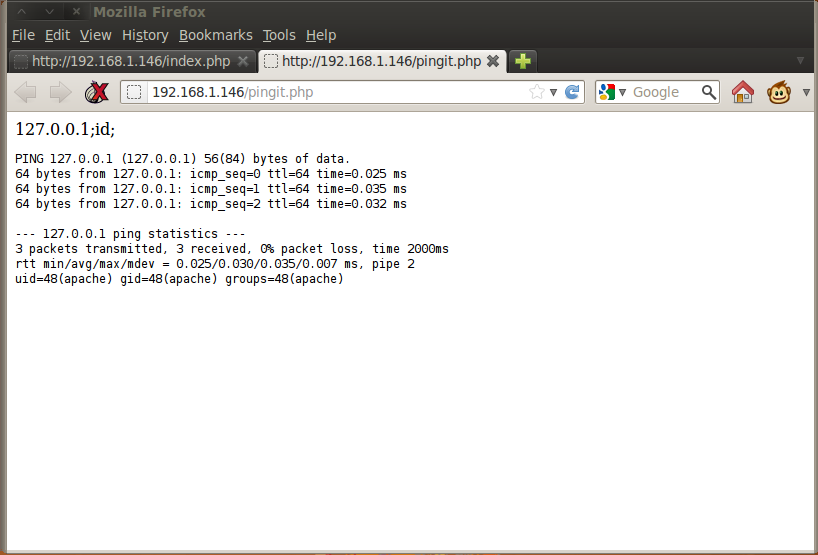 Mozilla Firefox
File Edit View History Bookmarks Tools Help
http://192.168.1.146/index.php http://192.168.1.146/pingit.php
192.168.1.146/pingit.php Google
127.0.0.1;id;
PING 127.0.0.1 (127.0.0.1) 56(84) bytes of data.
64 bytes from 127.0.0.1: icmp_seq=0 ttl=64 time=0.025 ms
64 bytes from 127.0.0.1: icmp_seq=1 ttl=64 time=0.035 ms
64 bytes from 127.0.0.1: icmp_seq=2 ttl=64 time=0.032 ms
--- 127.0.0.1 ping statistics ---
3 packets transmitted, 3 received, 0% packet loss, time 2000ms
rtt min/avg/max/mdev = 0.025/0.030/0.035/0.007 ms, pipe 2
uid=48(apache) gid=48(apache) groups=48(apache)